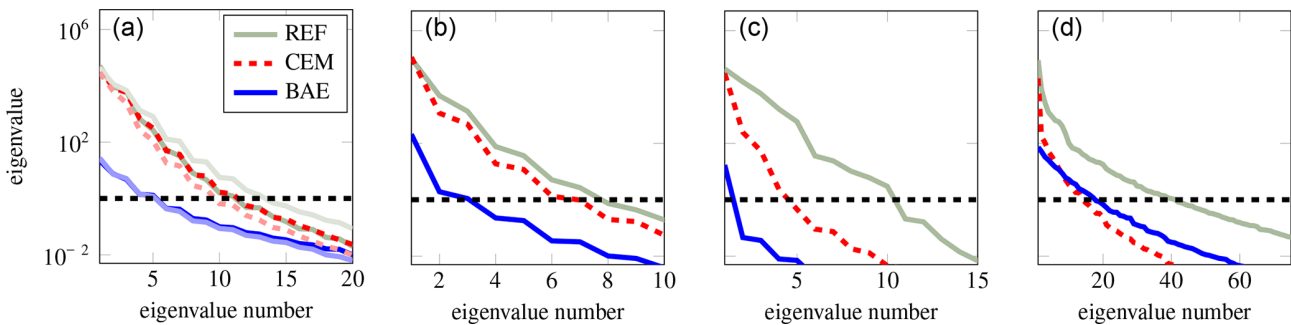 (a)
REF
CEM
BAE
eigenvalue
10^6
10^2
10^−2
5 10 15 20
eigenvalue number
(b)
2 4 6 8 10
eigenvalue number
(c)
5 10 15
eigenvalue number
(d)
20 40 60
eigenvalue number